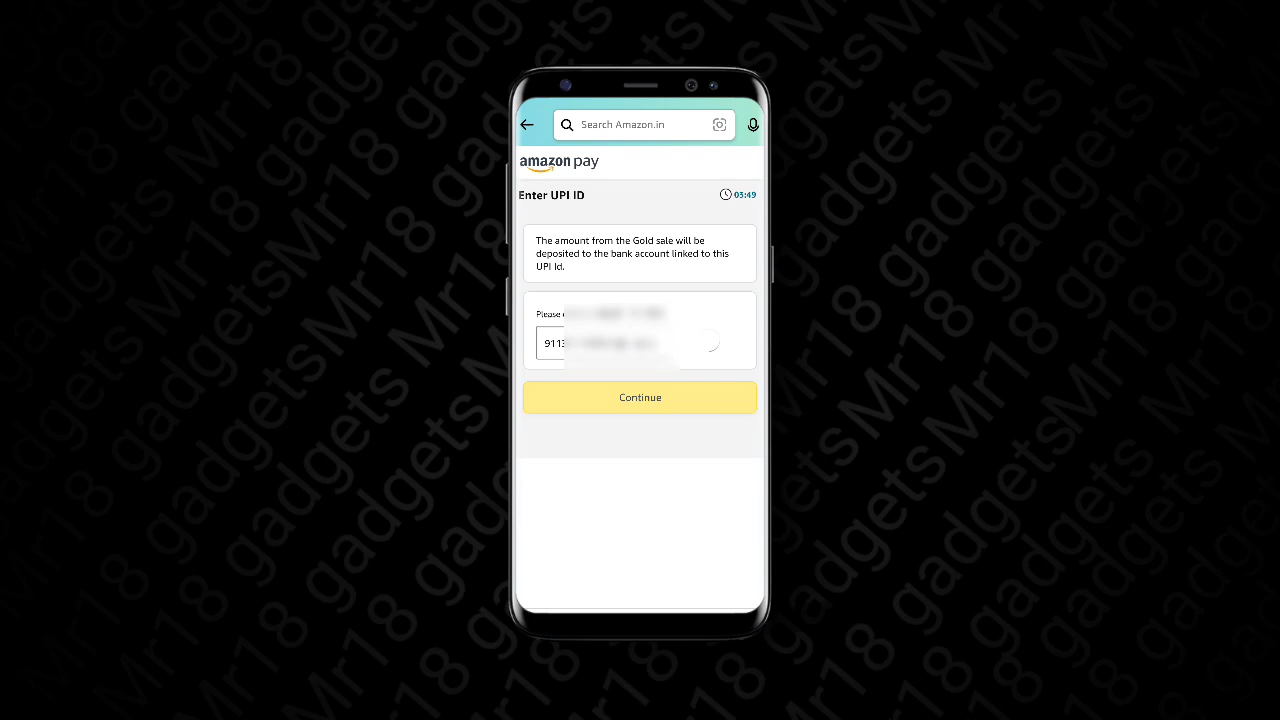 Search Amazon.in
amazon pay
Enter UPI ID
03:49
The amount from the Gold sale will be
deposited to the bank account linked to this
UPI Id.
Please
9113
Continue
Mr18 gadgets